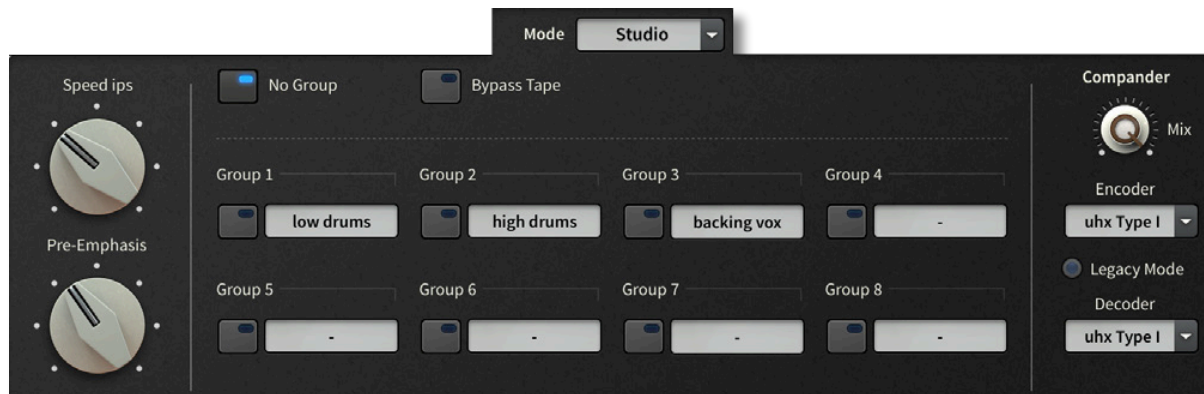 Mode Studio
Speed ips
No Group Bypass Tape
Compander
Mix
Group 1 Group 2 Group 3 Group 4
low drums high drums backing vox -
Encoder
uhx Type I
Pre-Emphasis
Legacy Mode
Group 5 Group 6 Group 7 Group 8
- - - -
Decoder
uhx Type I